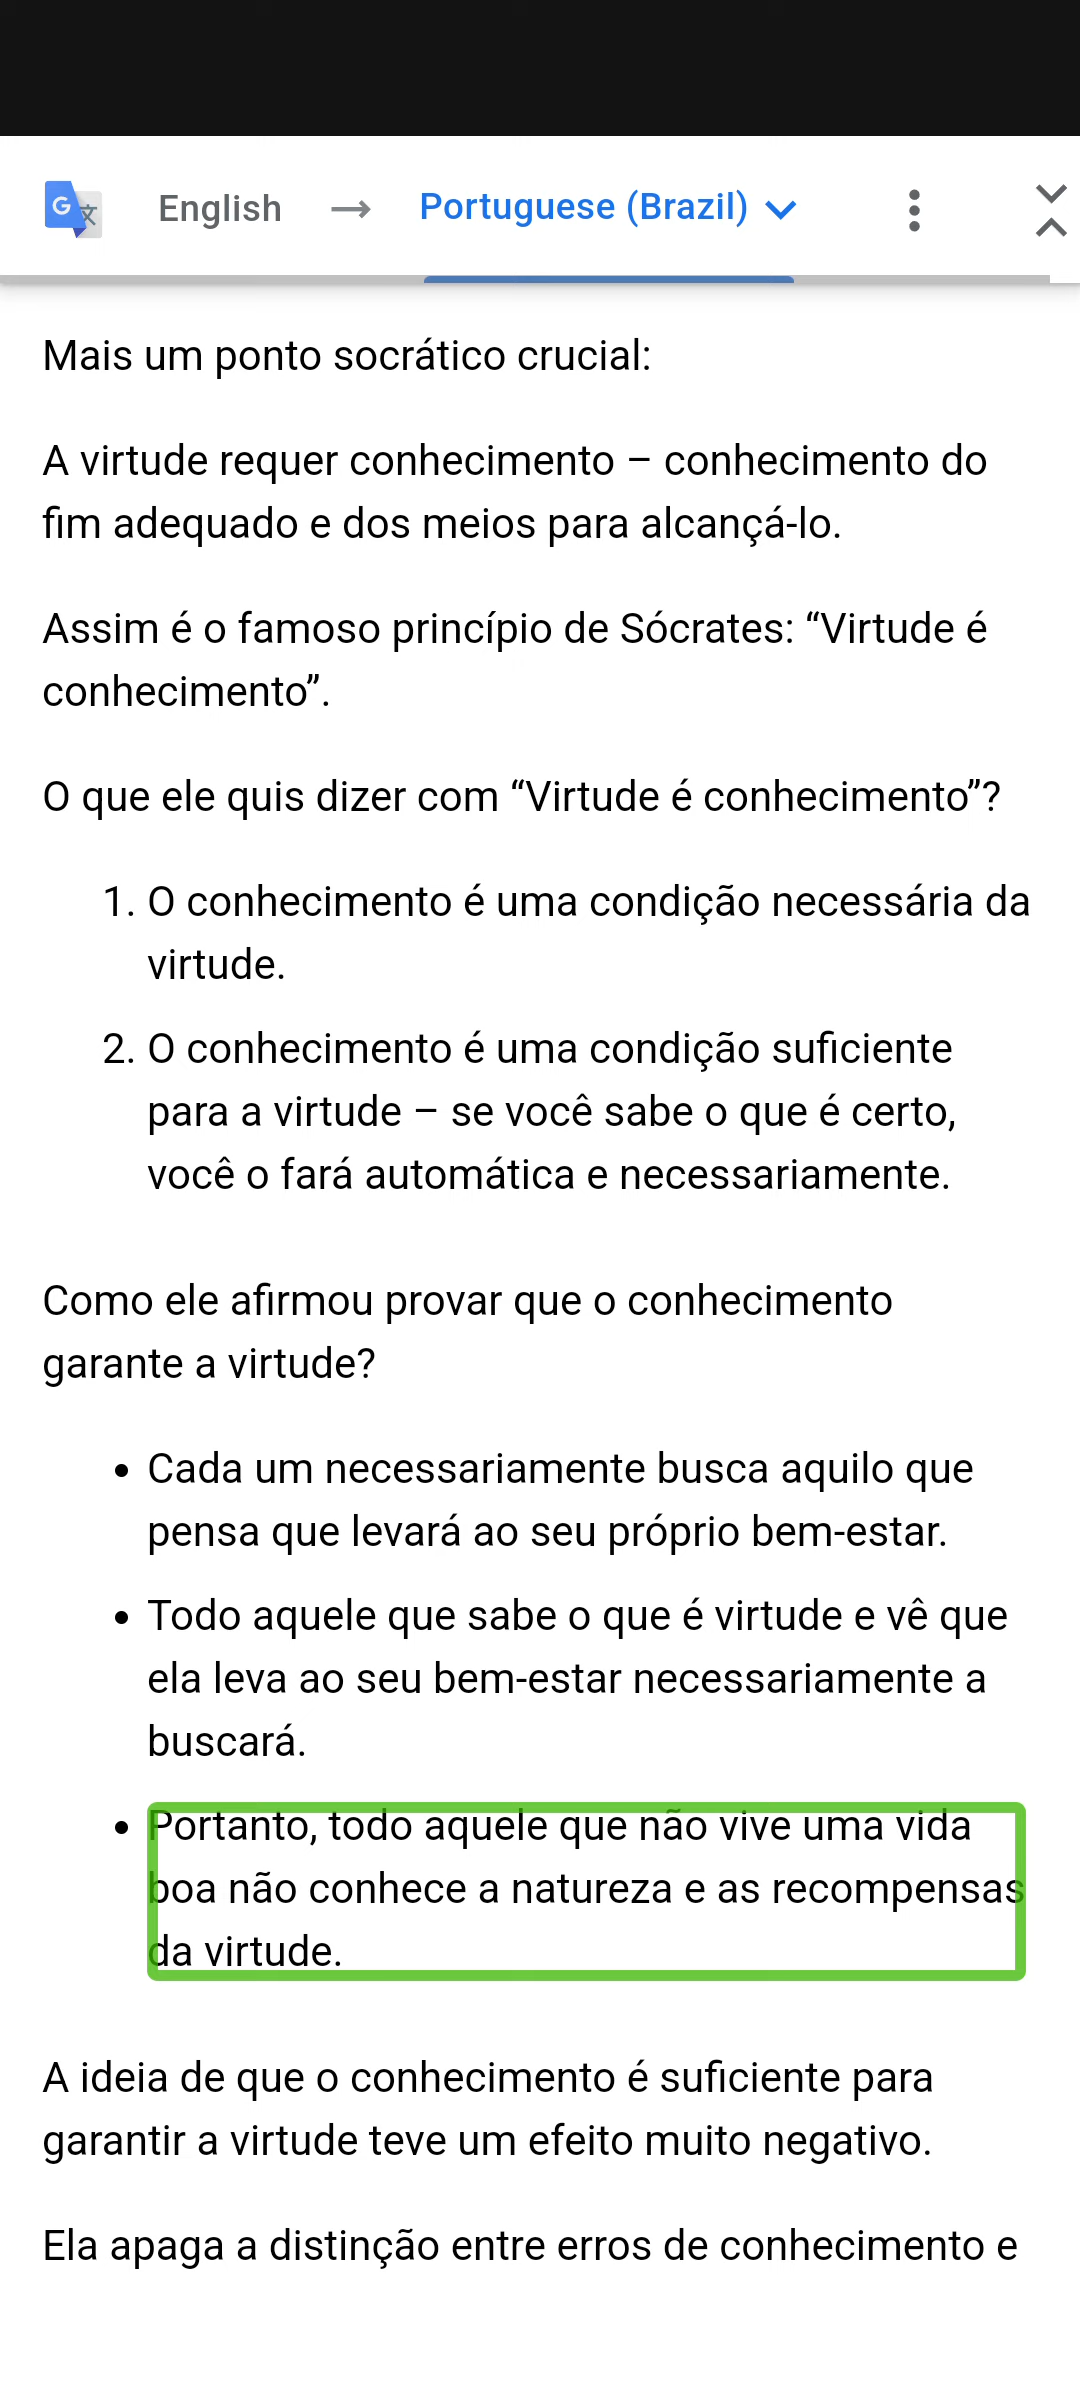 English → Portuguese (Brazil)
Mais um ponto socrático crucial:
A virtude requer conhecimento – conhecimento do
fim adequado e dos meios para alcançá-lo.
Assim é o famoso princípio de Sócrates: “Virtude é
conhecimento”.
O que ele quis dizer com “Virtude é conhecimento”?
1. O conhecimento é uma condição necessária da
virtude.
2. O conhecimento é uma condição suficiente
para a virtude – se você sabe o que é certo,
você o fará automática e necessariamente.
Como ele afirmou provar que o conhecimento
garante a virtude?
• Cada um necessariamente busca aquilo que
pensa que levará ao seu próprio bem-estar.
• Todo aquele que sabe o que é virtude e vê que
ela leva ao seu bem-estar necessariamente a
buscará.
• Portanto, todo aquele que não vive uma vida
boa não conhece a natureza e as recompensas
da virtude.
A ideia de que o conhecimento é suficiente para
garantir a virtude teve um efeito muito negativo.
Ela apaga a distinção entre erros de conhecimento e